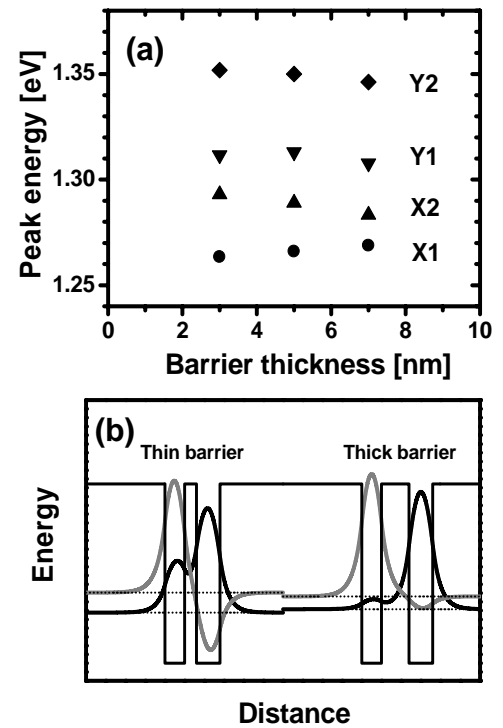 (a)
Peak energy [eV]
1.35
1.30
1.25
Y2
Y1
X2
X1
0 2 4 6 8 10
Barrier thickness [nm]
(b)
Thin barrier Thick barrier
Energy
Distance